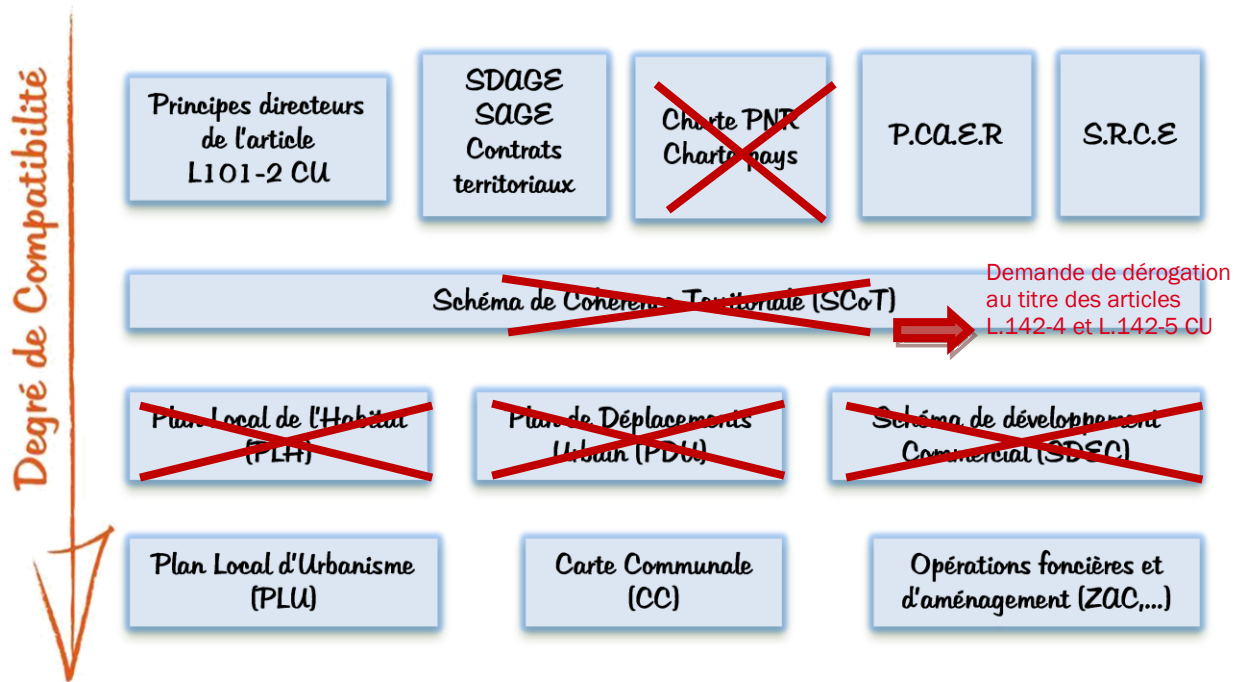 Degré de Compatibilité
Principes directeurs
de l'article
L101-2 CU
SDAGE
SAGE
Contrats
territoriaux
Charte PNR
Charte pays
P.C.A.E.R
S.R.C.E
Schéma de Cohérence Territoriale (SCoT)
Demande de dérogation
au titre des articles
L.142-4 et L.142-5 CU
Plan Local de l'Habitat
(PLH)
Plan de Déplacements
Urbain (PDU)
Schéma de développement
Commercial (SDEC)
Plan Local d'Urbanisme
(PLU)
Carte Communale
(CC)
Opérations foncières et
d'aménagement (ZAC,...)